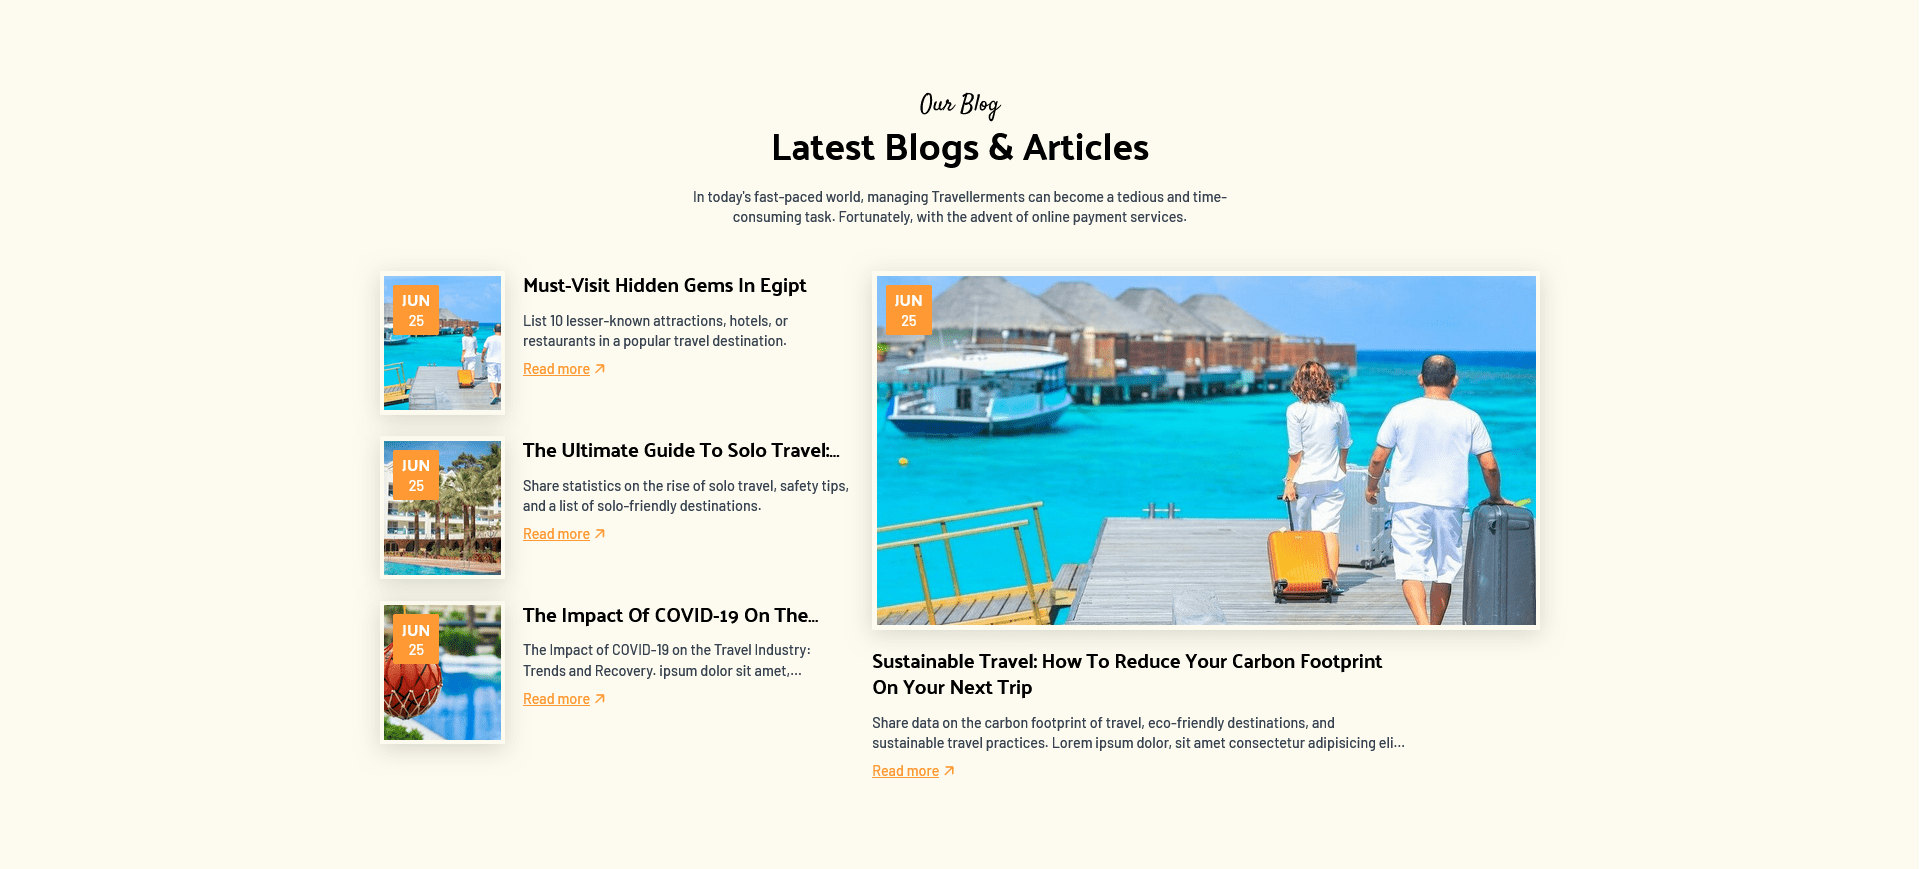 Our Blog
Latest Blogs & Articles
In today's fast-paced world, managing Travellerments can become a tedious and time-
consuming task. Fortunately, with the advent of online payment services.
JUN
25
Must-Visit Hidden Gems In Egipt
List 10 lesser-known attractions, hotels, or
restaurants in a popular travel destination.
Read more
JUN
25
The Ultimate Guide To Solo Travel:...
Share statistics on the rise of solo travel, safety tips,
and a list of solo-friendly destinations.
Read more
JUN
25
The Impact Of COVID-19 On The...
The Impact of COVID-19 on the Travel Industry:
Trends and Recovery. ipsum dolor sit amet,...
Read more
JUN
25
Sustainable Travel: How To Reduce Your Carbon Footprint
On Your Next Trip
Share data on the carbon footprint of travel, eco-friendly destinations, and
sustainable travel practices. Lorem ipsum dolor, sit amet consectetur adipisicing eli...
Read more